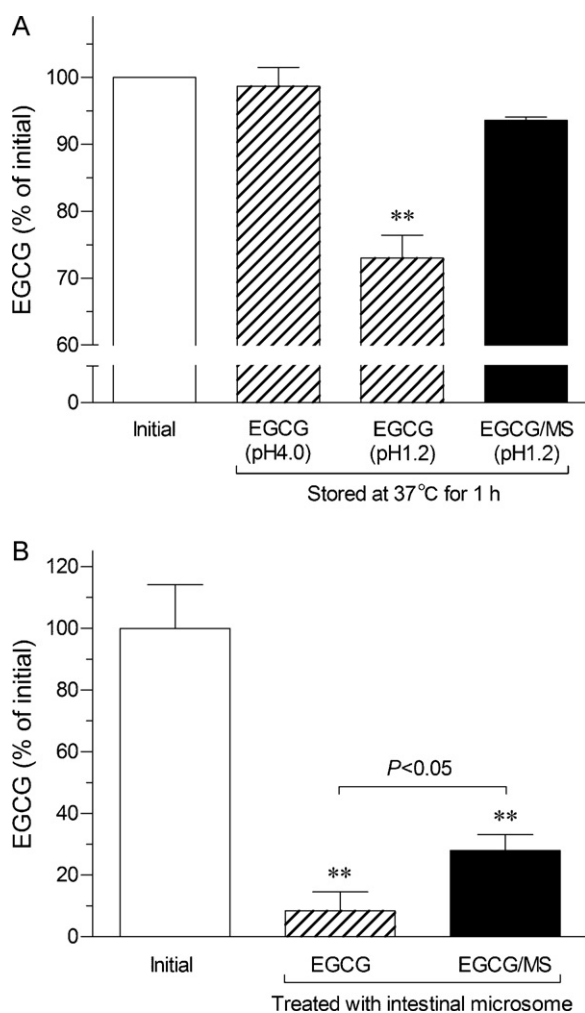 A
EGCG (% of initial)
100
90
80
70
60
0
**
Initial
EGCG
(pH4.0)
EGCG
(pH1.2)
EGCG/MS
(pH1.2)
Stored at 37°C for 1 h
B
EGCG (% of initial)
120
100
80
60
40
20
0
P<0.05
**
**
Initial
EGCG
EGCG/MS
Treated with intestinal microsome